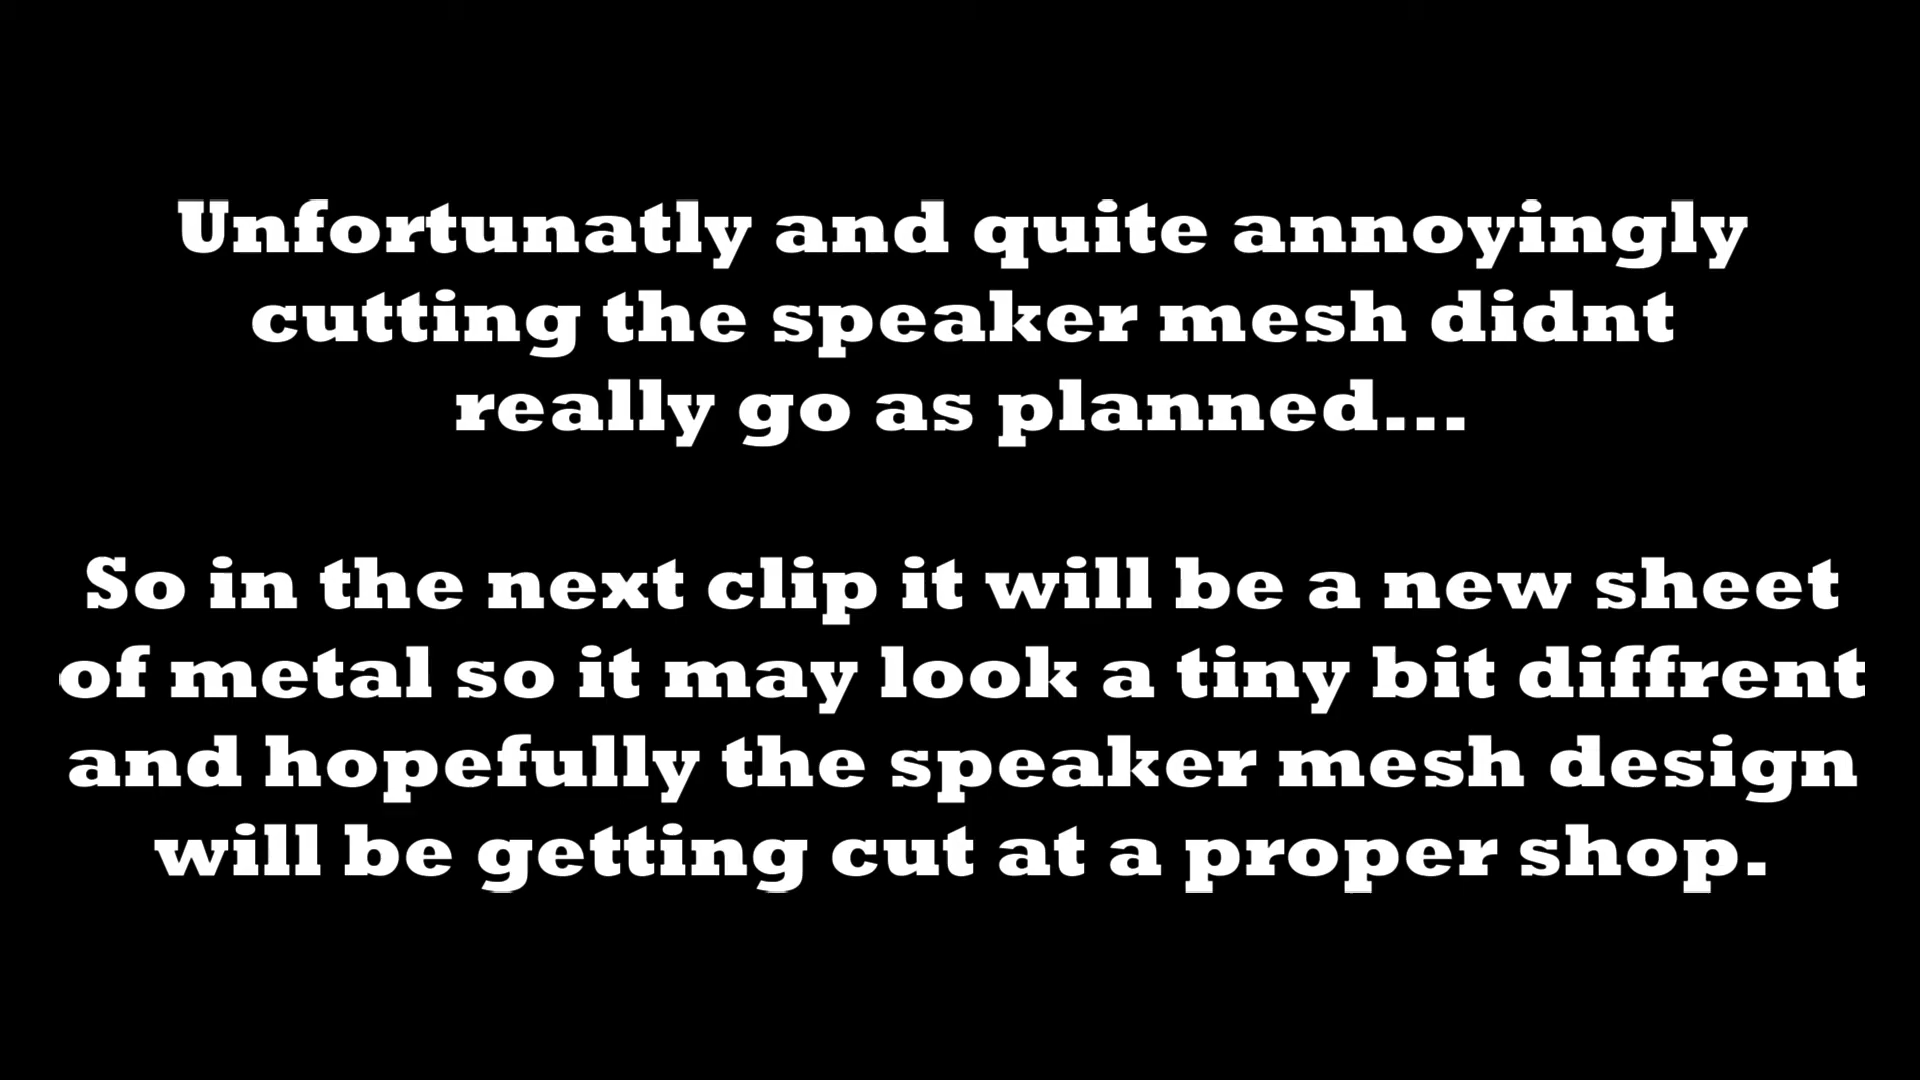 Unfortunatly and quite annoyingly
cutting the speaker mesh didnt
really go as planned...
So in the next clip it will be a new sheet
of metal so it may look a tiny bit diffrent
and hopefully the speaker mesh design
will be getting cut at a proper shop.